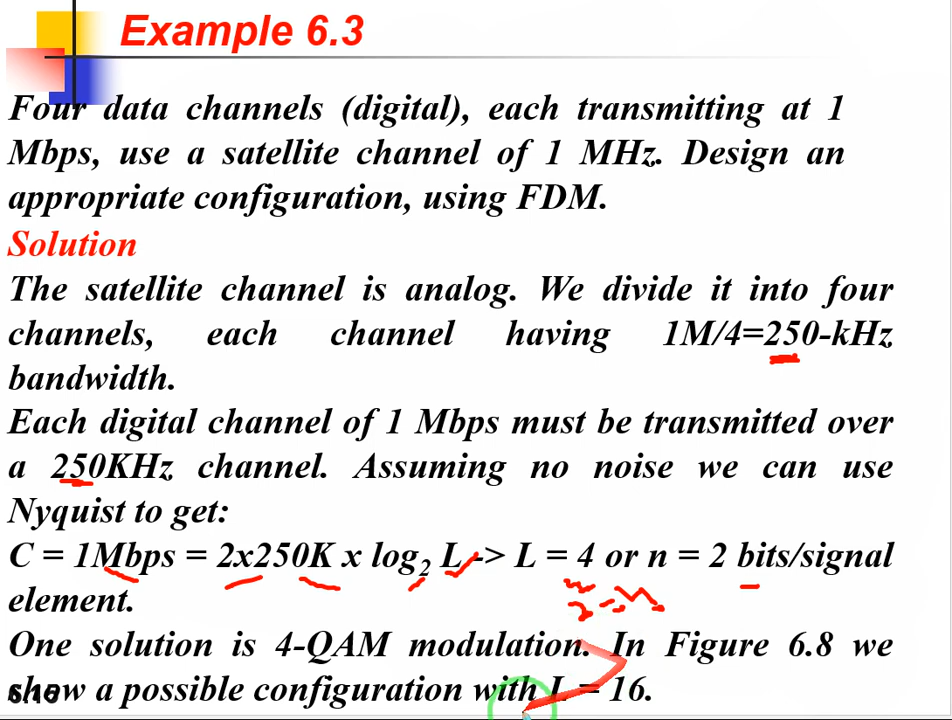 Example 6.3
Four data channels (digital), each transmitting at 1
Mbps, use a satellite channel of 1 MHz. Design an
appropriate configuration, using FDM.
Solution
The satellite channel is analog. We divide it into four
channels, each channel having 1M/4=250-kHz
bandwidth.
Each digital channel of 1 Mbps must be transmitted over
a 250KHz channel. Assuming no noise we can use
Nyquist to get:
C = 1Mbps = 2x250K x log2 L -> L = 4 or n = 2 bits/signal
element.
One solution is 4-QAM modulation. In Figure 6.8 we
show a possible configuration with L = 16.